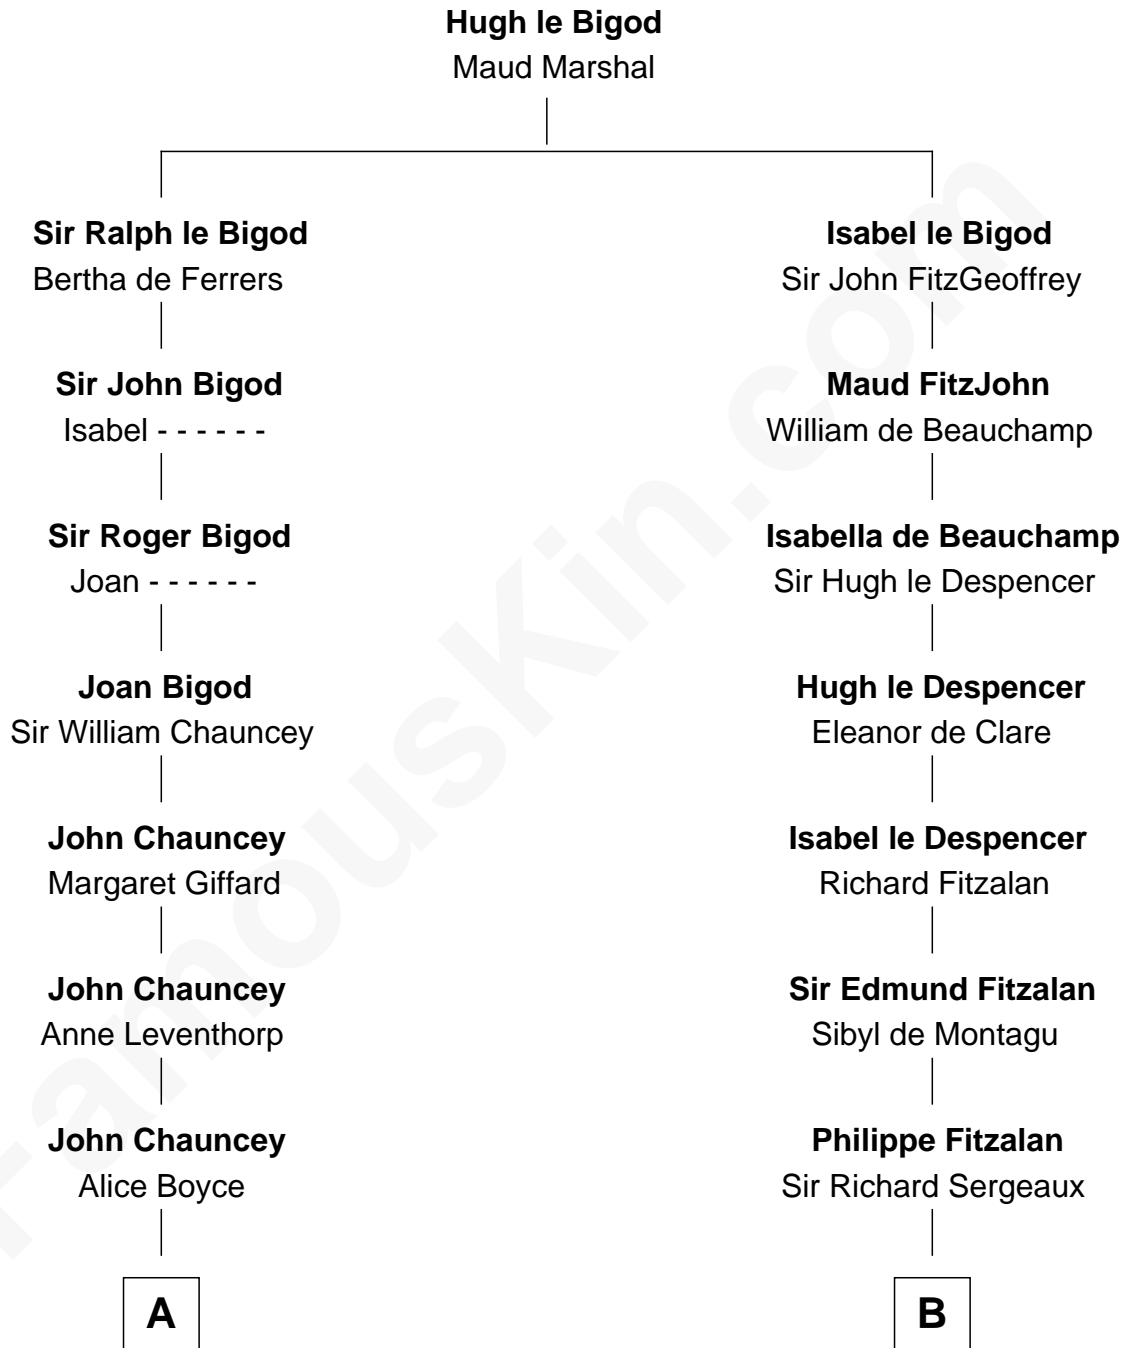 Hugh le Bigod
Maud Marshal
Sir Ralph le Bigod
Bertha de Ferrers
Isabel le Bigod
Sir John FitzGeoffrey
Sir John Bigod
Isabel - - - - - -
Maud FitzJohn
William de Beauchamp
Sir Roger Bigod
Joan - - - - - -
Isabella de Beauchamp
Sir Hugh le Despencer
Joan Bigod
Sir William Chauncey
Hugh le Despencer
Eleanor de Clare
John Chauncey
Margaret Giffard
Isabel le Despencer
Richard Fitzalan
John Chauncey
Anne Leventhorp
Sir Edmund Fitzalan
Sibyl de Montagu
John Chauncey
Alice Boyce
Philippe Fitzalan
Sir Richard Sergeaux
A
B
FamousKin.com